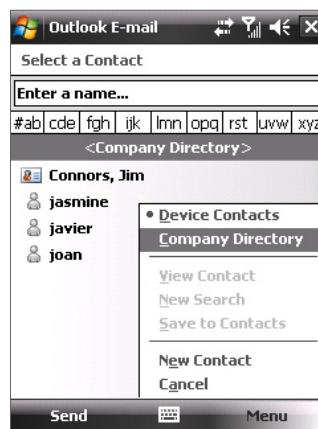 Outlook E-mail
Select a Contact
Enter a name...
#ab cde fgh ijk lmn opq rst uvw xyz
<Company Directory>
Connors, Jim
jasmine
javier
joan
Device Contacts
Company Directory
View Contact
New Search
Save to Contacts
New Contact
Cancel
Send Menu